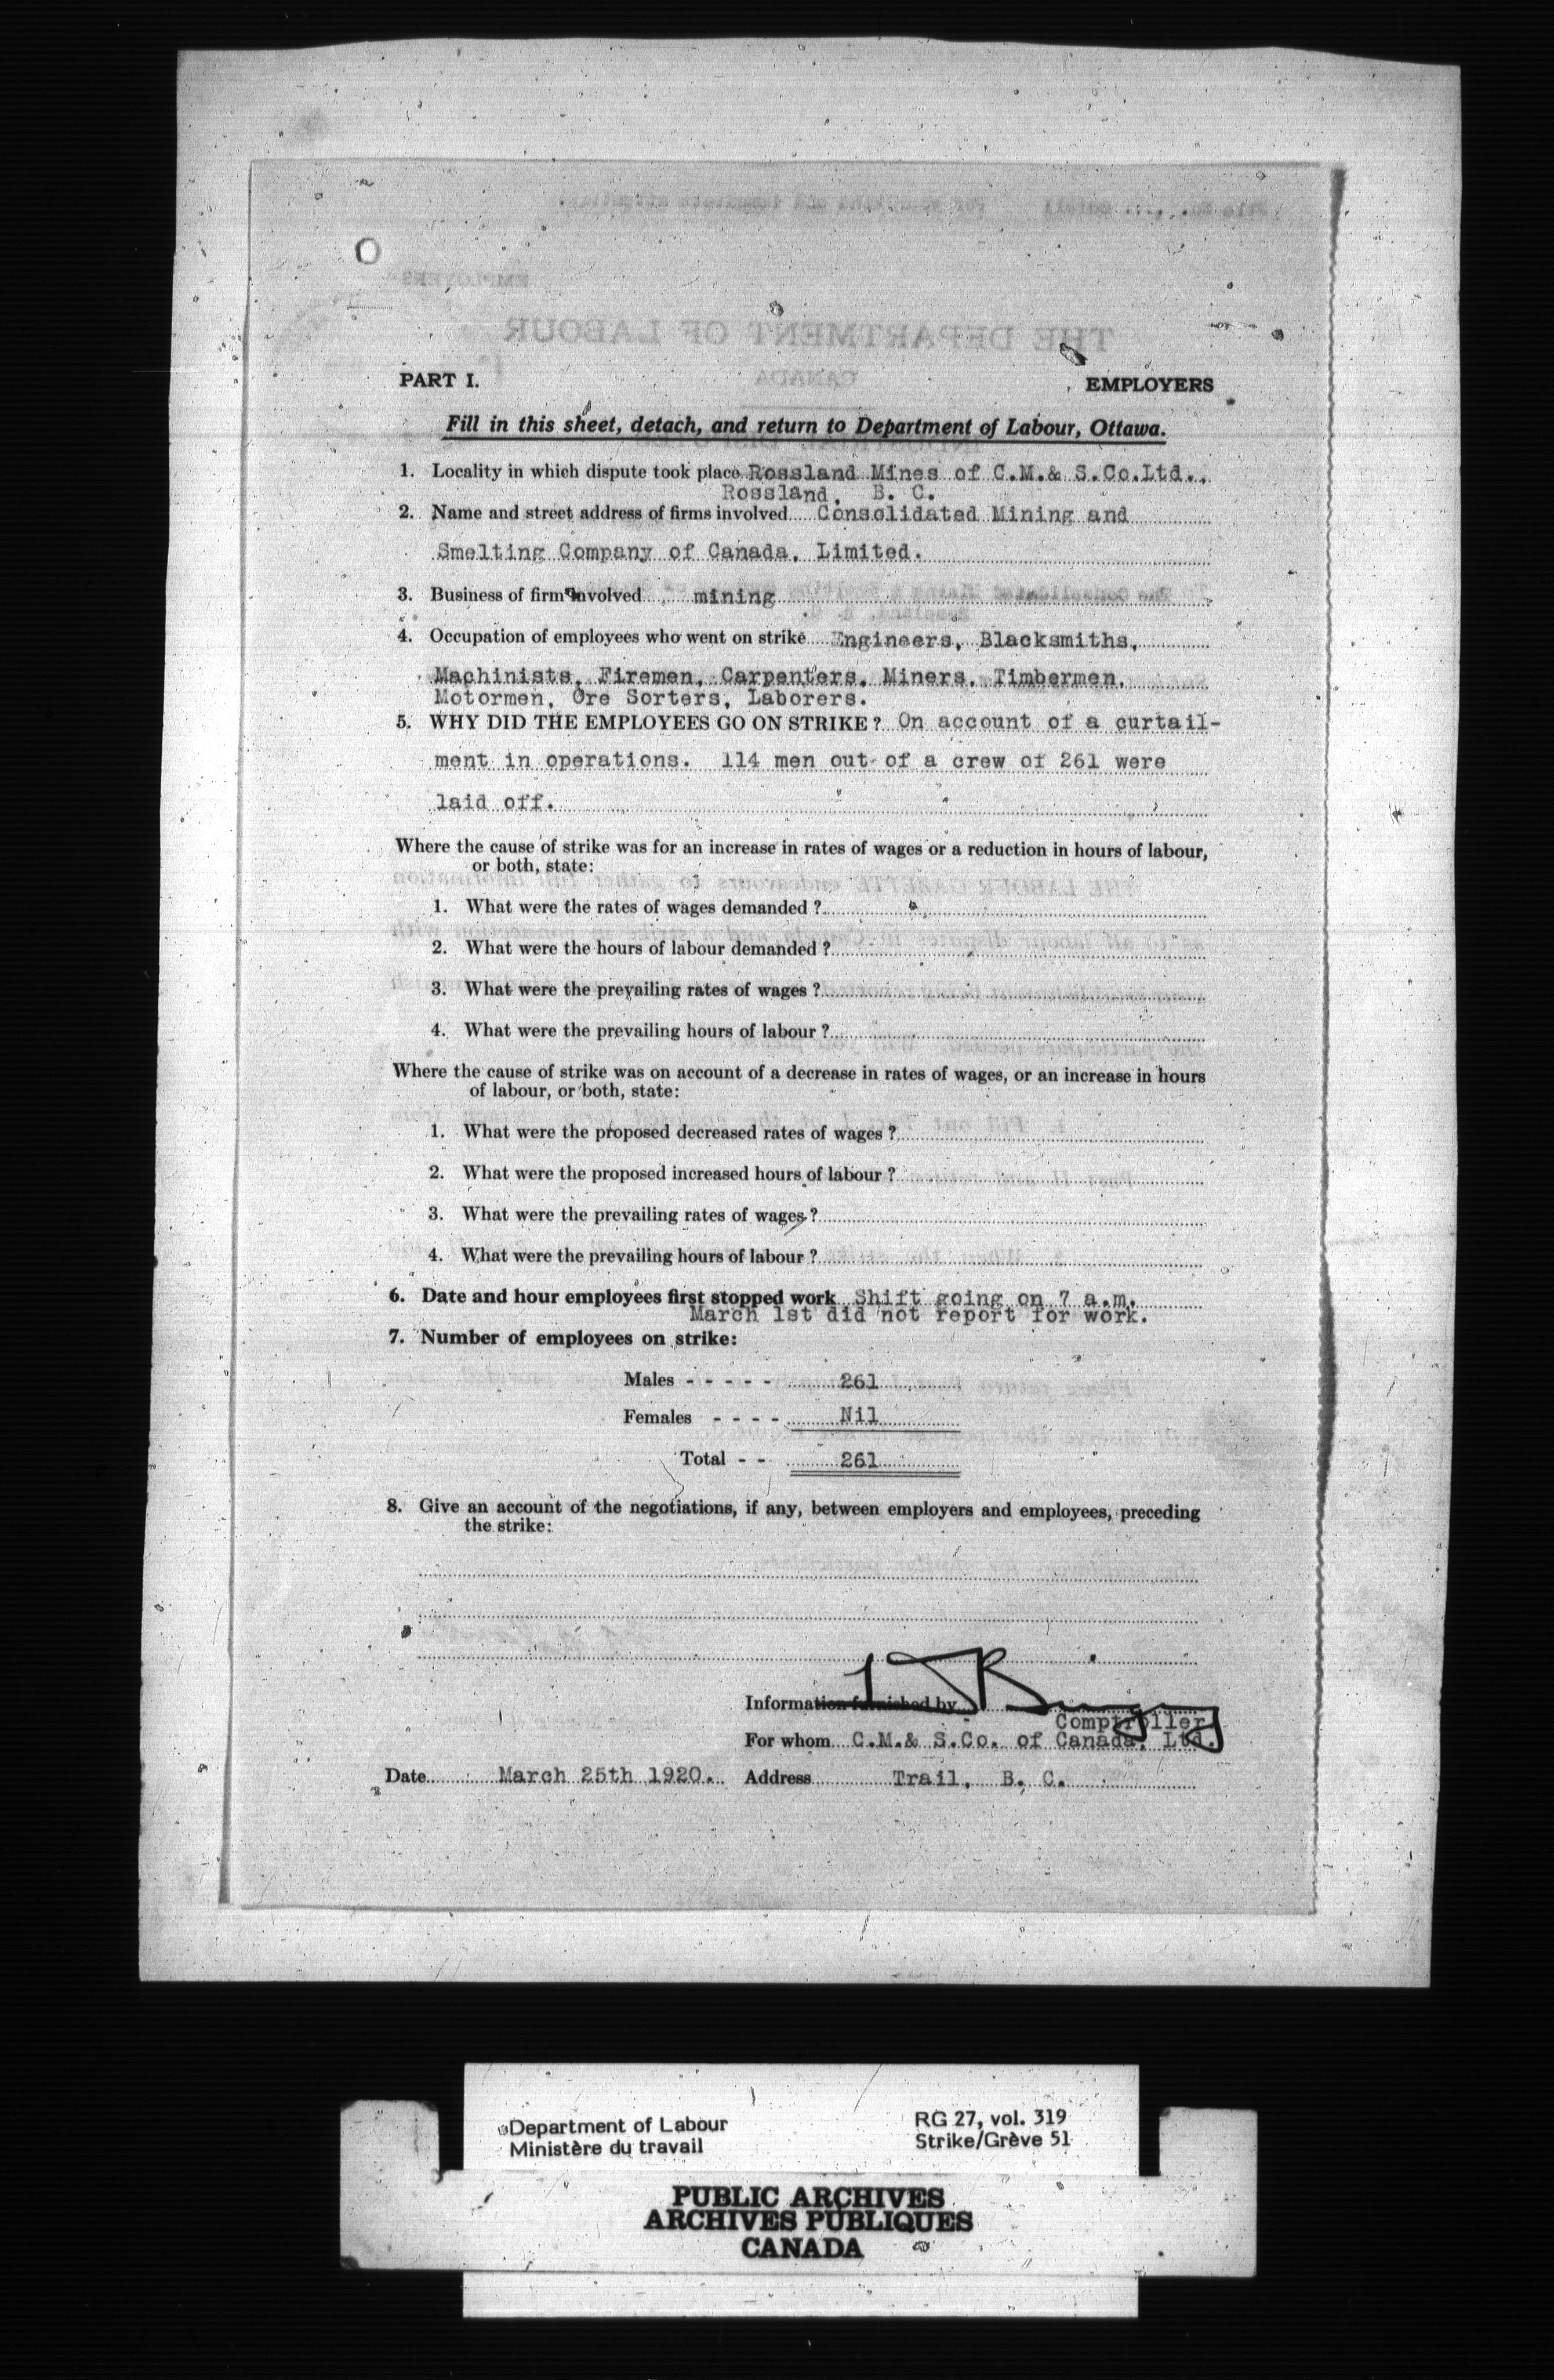 PART I.
EMPLOYERS
Fill in this sheet, detach, and return to Department of Labour, Ottawa.
1. Locality in which dispute took place Rossland Mines of C.M.& S.Co.Ltd.,
Rossland, B. C.
2. Name and street address of firms involved Consolidated Mining and
Smelting Company of Canada, Limited.
3. Business of firm involved mining
4. Occupation of employees who went on strike Engineers, Blacksmiths,
Machinists, Firemen, Carpenters, Miners, Timbermen,
Motormen, Ore Sorters, Laborers.
5. WHY DID THE EMPLOYEES GO ON STRIKE? On account of a curtail-
ment in operations. 114 men out of a crew of 261 were
laid off.
Where the cause of strike was for an increase in rates of wages or a reduction in hours of labour,
or both, state:
1. What were the rates of wages demanded ?
2. What were the hours of labour demanded ?
3. What were the prevailing rates of wages ?
4. What were the prevailing hours of labour ?
Where the cause of strike was on account of a decrease in rates of wages, or an increase in hours
of labour, or both, state:
1. What were the proposed decreased rates of wages ?
2. What were the proposed increased hours of labour ?
3. What were the prevailing rates of wages ?
4. What were the prevailing hours of labour ?
6. Date and hour employees first stopped work Shift going on 7 a.m.
March 1st did not report for work.
7. Number of employees on strike:
Males - - - - - 261
Females - - - - Nil
Total - - 261
8. Give an account of the negotiations, if any, between employers and employees, preceding
the strike:
Information furnished by
Comptroller
For whom C.M.& S.Co. of Canada, Ltd.
Date March 25th 1920. Address Trail, B. C.
Department of Labour
Ministère du travail
RG 27, vol. 319
Strike/Grève 51
PUBLIC ARCHIVES
ARCHIVES PUBLIQUES
CANADA